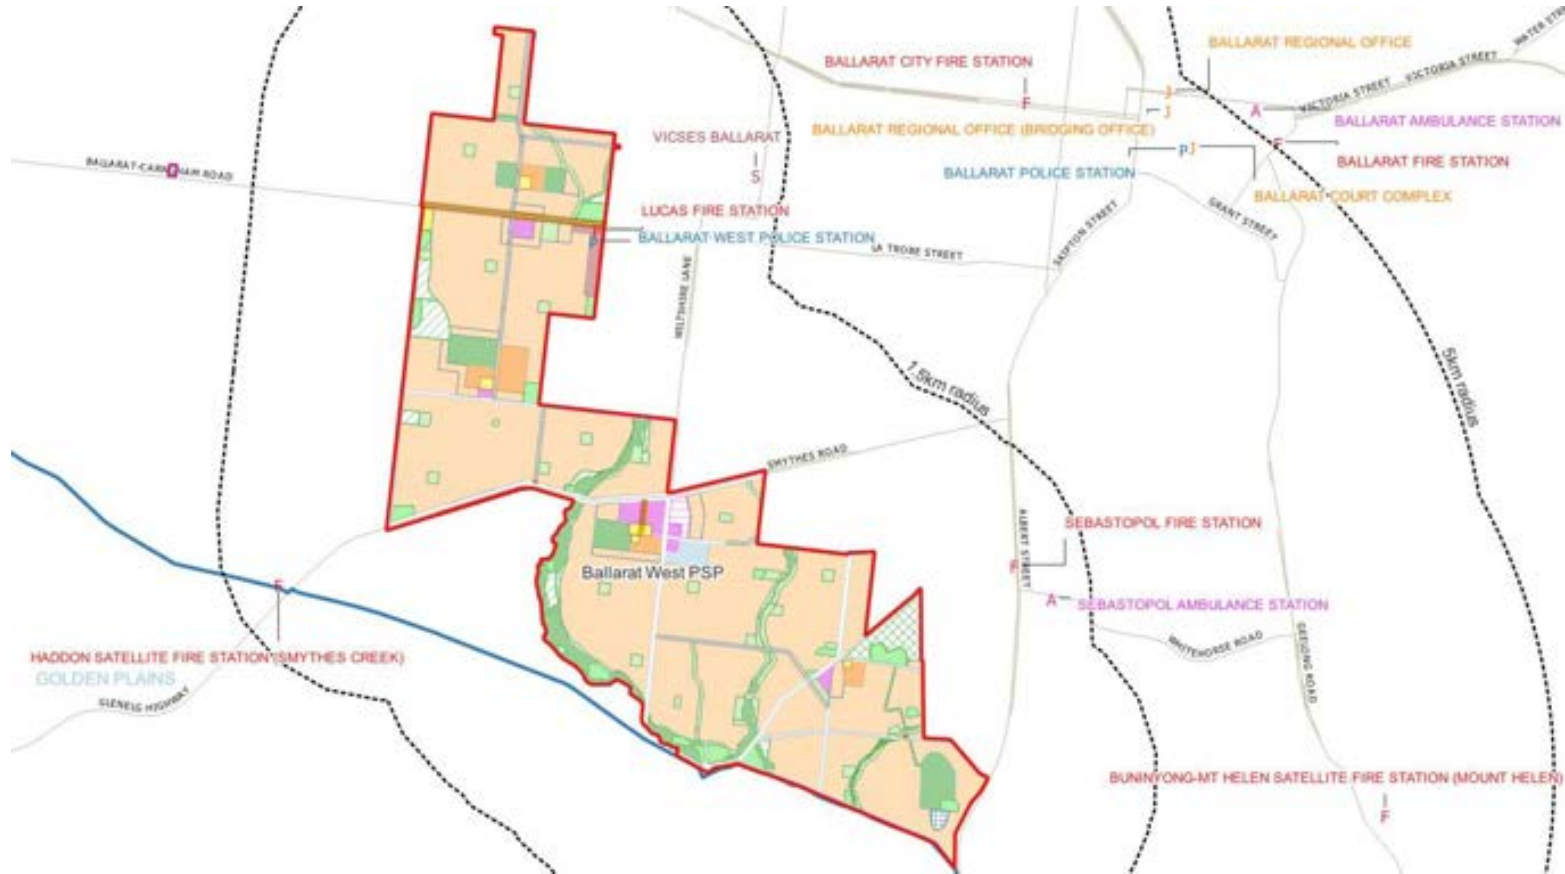 BALLARAT REGIONAL OFFICE
WATER STR
VICTORIA STREET
VICTORIA STREET
BALLARAT CITY FIRE STATION
F
J
J
A
BALLARAT AMBULANCE STATION
BALLARAT REGIONAL OFFICE (BRIDGING OFFICE)
VICSES BALLARAT
S
F
BALLARAT FIRE STATION
PJ
BALLARAT POLICE STATION
BALLARAT COURT COMPLEX
BALLARAT-CARNGHAM ROAD
LUCAS FIRE STATION
BALLARAT WEST POLICE STATION
P
GRANT STREET
SKIPTON STREET
LA TROBE STREET
WILTSHIRE LANE
1.5km radius
5km radius
SMYTHES ROAD
ALBERT STREET
SEBASTOPOL FIRE STATION
F
Ballarat West PSP
F
A
SEBASTOPOL AMBULANCE STATION
WHITEHORSE ROAD
GEELONG ROAD
HADDON SATELLITE FIRE STATION (SMYTHES CREEK)
GOLDEN PLAINS
GLENELG HIGHWAY
BUNINYONG-MT HELEN SATELLITE FIRE STATION (MOUNT HELEN)
F